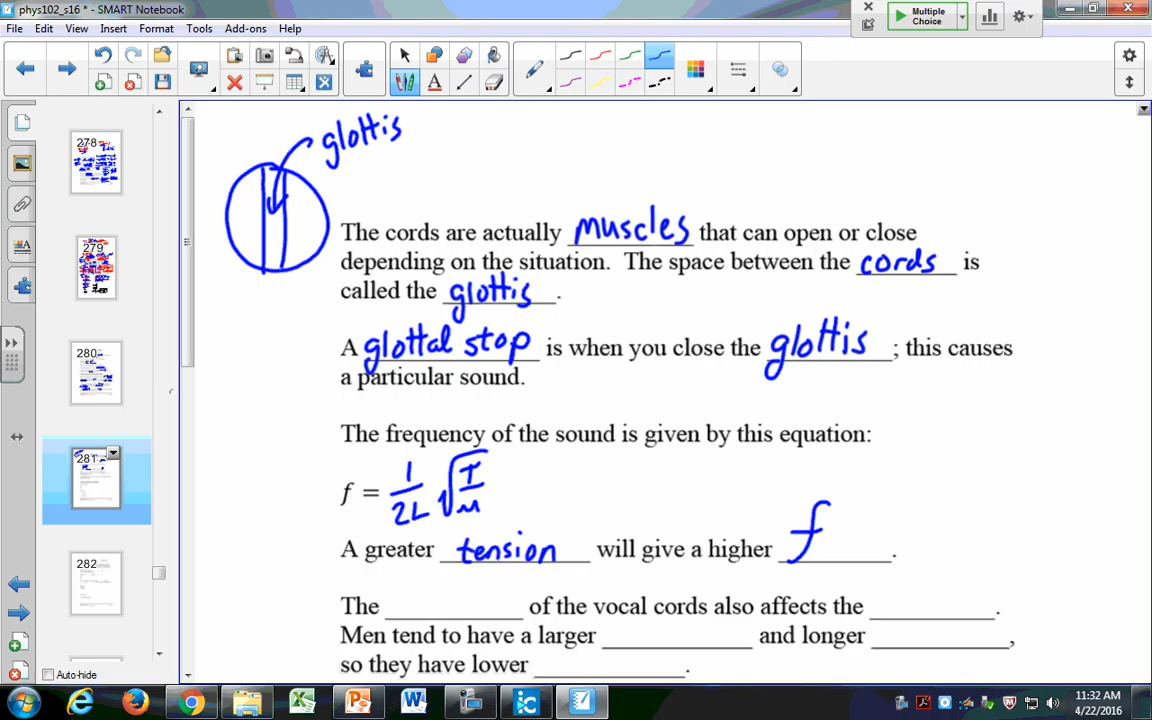 phys102_s16 * - SMART Notebook
Multiple Choice
File Edit View Insert Format Tools Add-ons Help
278
279
280
281
282
Auto-hide
glottis
The cords are actually muscles that can open or close
depending on the situation. The space between the cords is
called the glottis.
A glottal stop is when you close the glottis; this causes
a particular sound.
The frequency of the sound is given by this equation:
f = 1/2L √T/μ
A greater tension will give a higher f.
The __________ of the vocal cords also affects the __________.
Men tend to have a larger __________ and longer __________,
so they have lower __________.
11:32 AM
4/22/2016